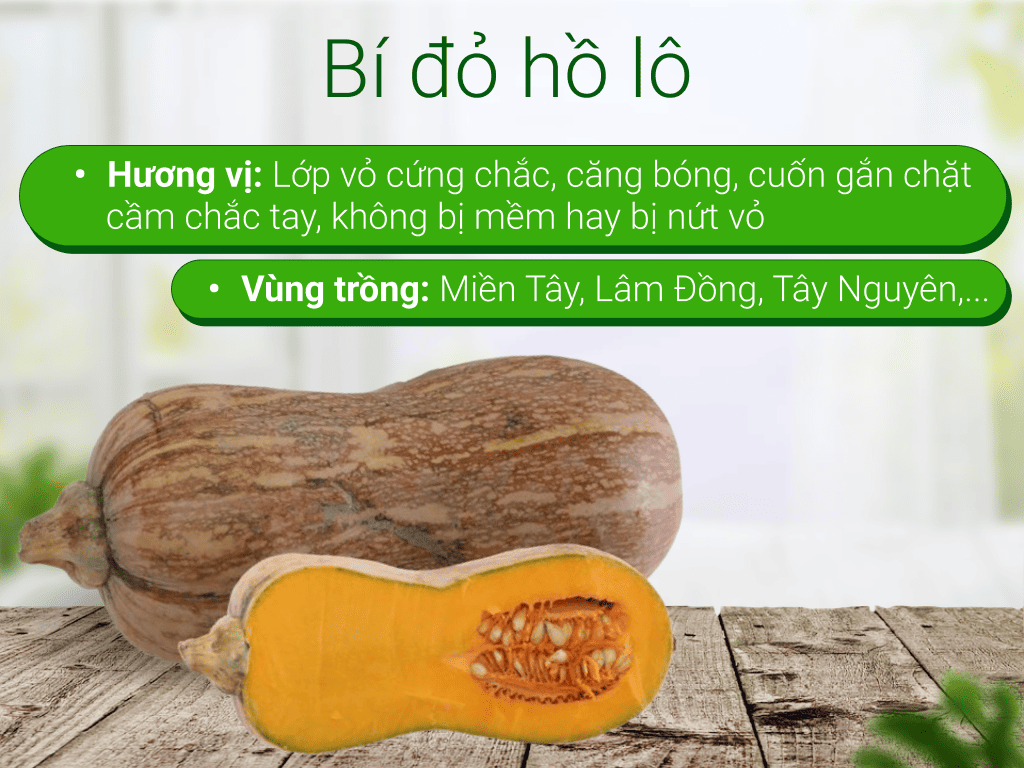 Bí đỏ hồ lô
• Hương vị: Lớp vỏ cứng chắc, căng bóng, cuốn gắn chặt
cầm chắc tay, không bị mềm hay bị nứt vỏ
• Vùng trồng: Miền Tây, Lâm Đồng, Tây Nguyên,...